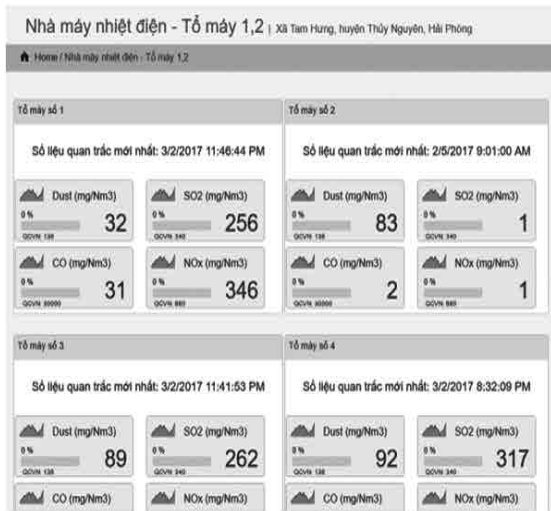 Nhà máy nhiệt điện - Tổ máy 1,2 | Xã Tam Hưng, huyện Thủy Nguyên, Hải Phòng
Home / Nhà máy nhiệt điện - Tổ máy 1,2
Tổ máy số 1
Số liệu quan trắc mới nhất: 3/2/2017 11:46:44 PM
Dust (mg/Nm3)
0 %
32
QCVN 138
SO2 (mg/Nm3)
0 %
256
QCVN 340
CO (mg/Nm3)
0 %
31
QCVN
NOx (mg/Nm3)
0 %
346
QCVN
Tổ máy số 2
Số liệu quan trắc mới nhất: 2/5/2017 9:01:00 AM
Dust (mg/Nm3)
0 %
83
QCVN 138
SO2 (mg/Nm3)
0 %
1
QCVN 340
CO (mg/Nm3)
0 %
2
QCVN
NOx (mg/Nm3)
0 %
1
QCVN
Tổ máy số 3
Số liệu quan trắc mới nhất: 3/2/2017 11:41:53 PM
Dust (mg/Nm3)
0 %
89
QCVN 138
SO2 (mg/Nm3)
0 %
262
QCVN 340
CO (mg/Nm3)
NOx (mg/Nm3)
Tổ máy số 4
Số liệu quan trắc mới nhất: 3/2/2017 8:32:09 PM
Dust (mg/Nm3)
0 %
92
QCVN 138
SO2 (mg/Nm3)
0 %
317
QCVN 340
CO (mg/Nm3)
NOx (mg/Nm3)